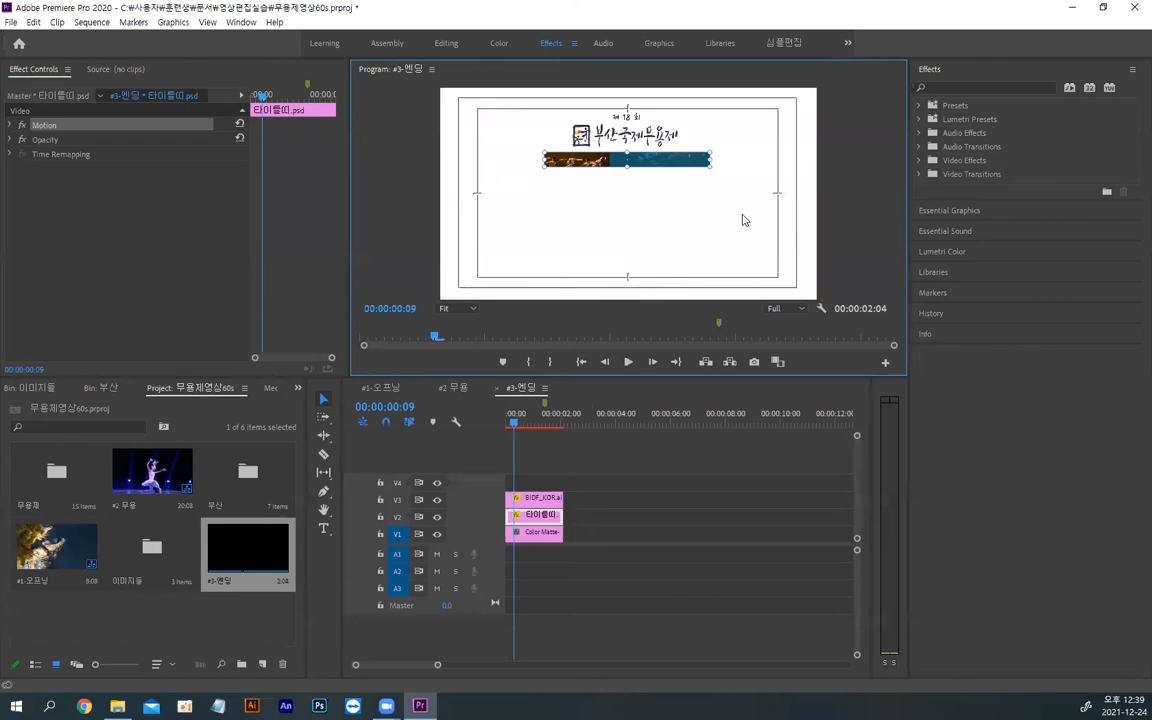 Adobe Premiere Pro 2020 - C:₩사용자₩훈련생₩문서₩영상편집실습₩무용제영상60s.prproj *
File Edit Clip Sequence Markers Graphics View Window Help
Learning Assembly Editing Color Effects Audio Graphics Libraries 심플편집
Effect Controls Source: (no clips)
Program: #3-엔딩
Effects
Master * 타이틀띠.psd #3-엔딩 * 타이틀띠.psd
:00:00 00:00:0
Video
타이틀띠.psd
fx Motion
fx Opacity
Time Remapping
제 18 회
부산국제무용제
Presets
Lumetri Presets
Audio Effects
Audio Transitions
Video Effects
Video Transitions
Essential Graphics
Essential Sound
Lumetri Color
Libraries
Markers
History
Info
00:00:00:09 Fit Full 00:00:02:04
00:00:00:09
Bin: 이미지들 Bin: 부산 Project: 무용제영상60s Mec
무용제영상60s.prproj
1 of 6 items selected
무용제 15 items
#2 무용 20:08
부산 7 items
#1-오프닝 8:08
이미지들 3 items
#3-엔딩 2:04
#1-오프닝 #2 무용 #3-엔딩
00:00:00:09
:00:00 00:00:02:00 00:00:04:00 00:00:06:00 00:00:08:00 00:00:10:00 00:00:12:00
V4
V3 BIDF_KOR.ai
V2 타이틀띠
V1 Color Matte
A1 M S
A2 M S
A3 M S
Master 0.0
S S
오후 12:39
2021-12-24